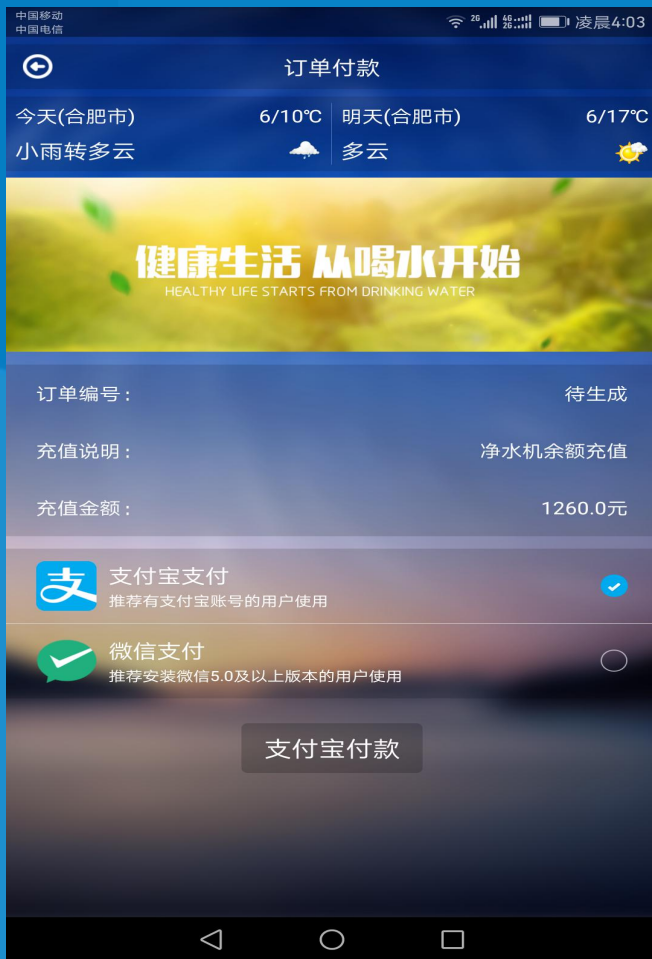 中国移动
中国电信
2G 4G 2G 凌晨4:03
订单付款
今天(合肥市) 6/10℃ 明天(合肥市) 6/17℃
小雨转多云 多云
健康生活 从喝水开始
HEALTHY LIFE STARTS FROM DRINKING WATER
订单编号: 待生成
充值说明: 净水机余额充值
充值金额: 1260.0元
支
支付宝支付
推荐有支付宝账号的用户使用
微信支付
推荐安装微信5.0及以上版本的用户使用
支付宝付款